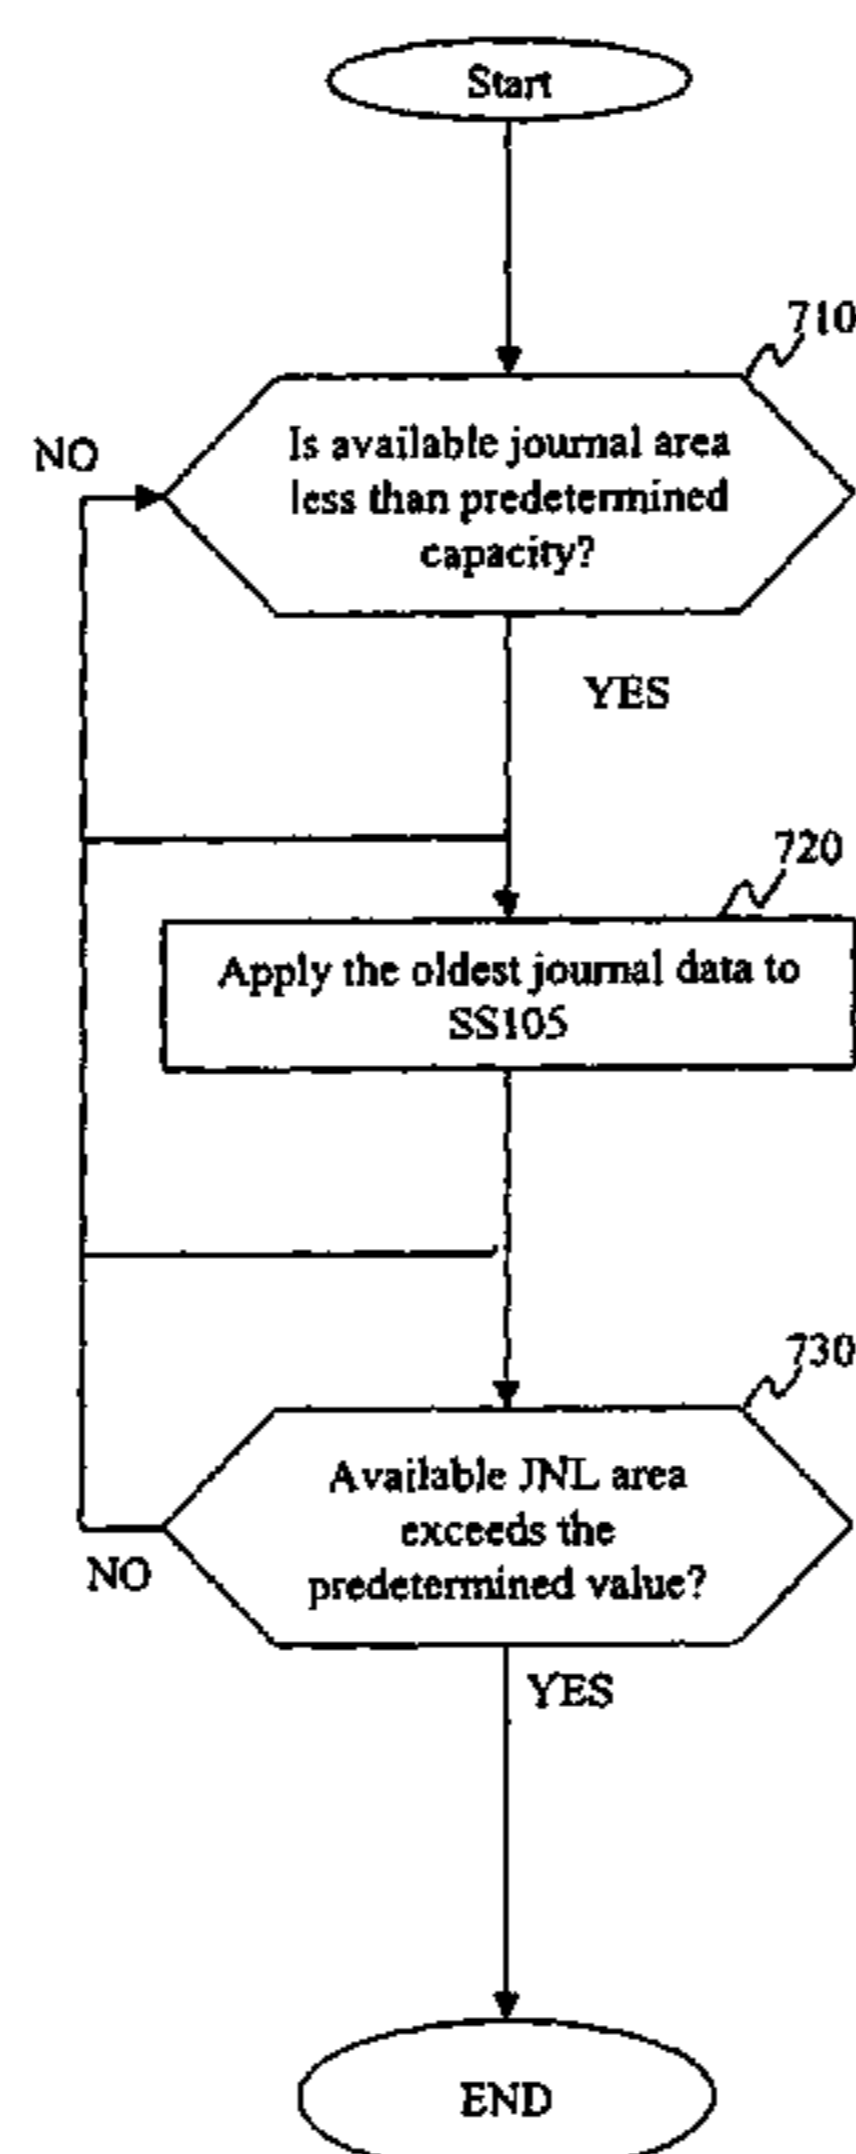 Start
710
NO
Is available journal area
less than predetermined
capacity?
YES
720
Apply the oldest journal data to
SS105
730
Available JNL area
exceeds the
predetermined value?
NO
YES
END